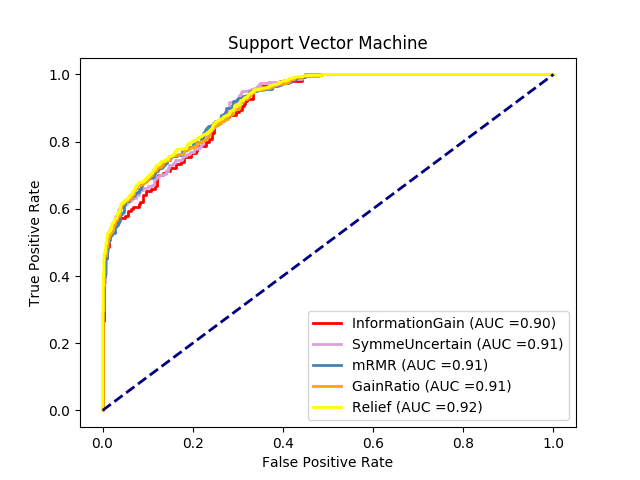 Support Vector Machine
True Positive Rate
1.0
0.8
0.6
0.4
0.2
0.0
InformationGain (AUC =0.90)
SymmeUncertain (AUC =0.91)
mRMR (AUC =0.91)
GainRatio (AUC =0.91)
Relief (AUC =0.92)
0.0 0.2 0.4 0.6 0.8 1.0
False Positive Rate